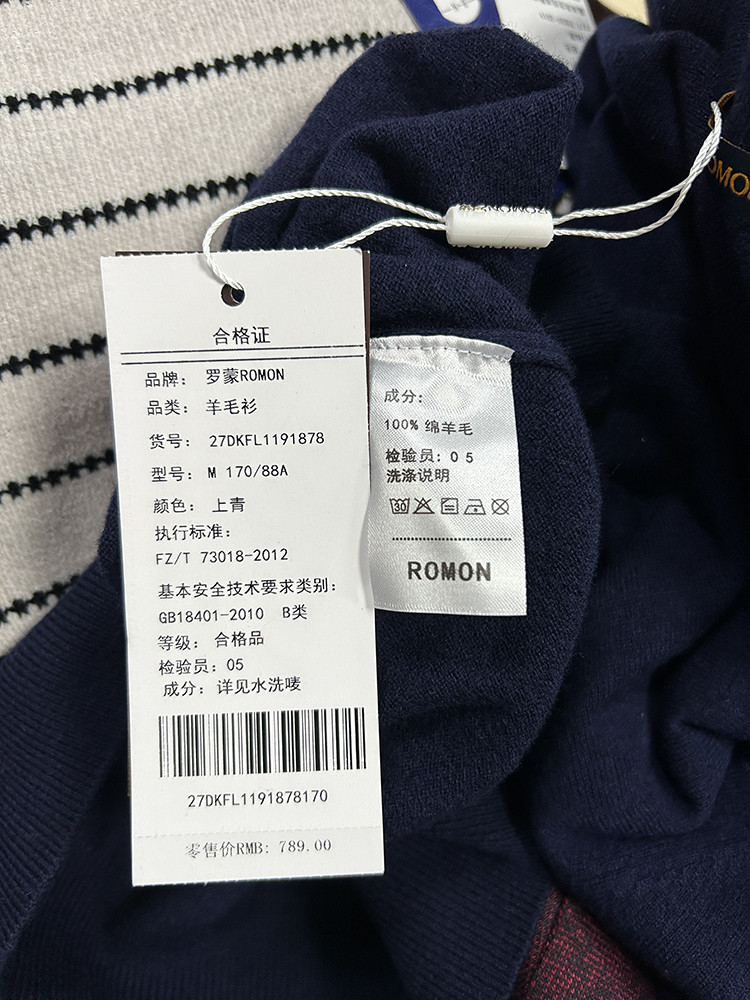 合格证
品牌: 罗蒙ROMON
品类: 羊毛衫
货号: 27DKFL1191878
型号: M 170/88A
颜色: 上青
执行标准:
FZ/T 73018-2012
基本安全技术要求类别:
GB18401-2010 B类
等级: 合格品
检验员: 05
成分: 详见水洗唛
27DKFL1191878170
零售价RMB: 789.00
成分:
100% 绵羊毛
检验员: 05
洗涤说明
30
ROMON